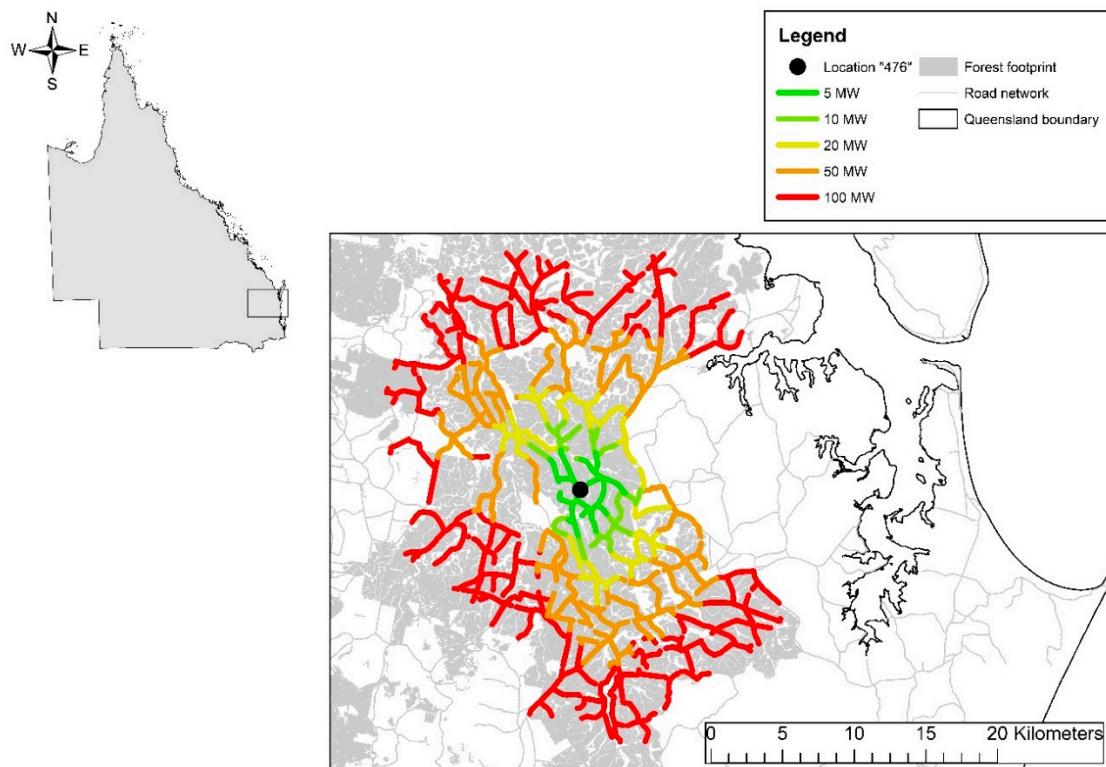 N
W E
S
Legend
Location "476"
5 MW
10 MW
20 MW
50 MW
100 MW
Forest footprint
Road network
Queensland boundary
0 5 10 15 20 Kilometers